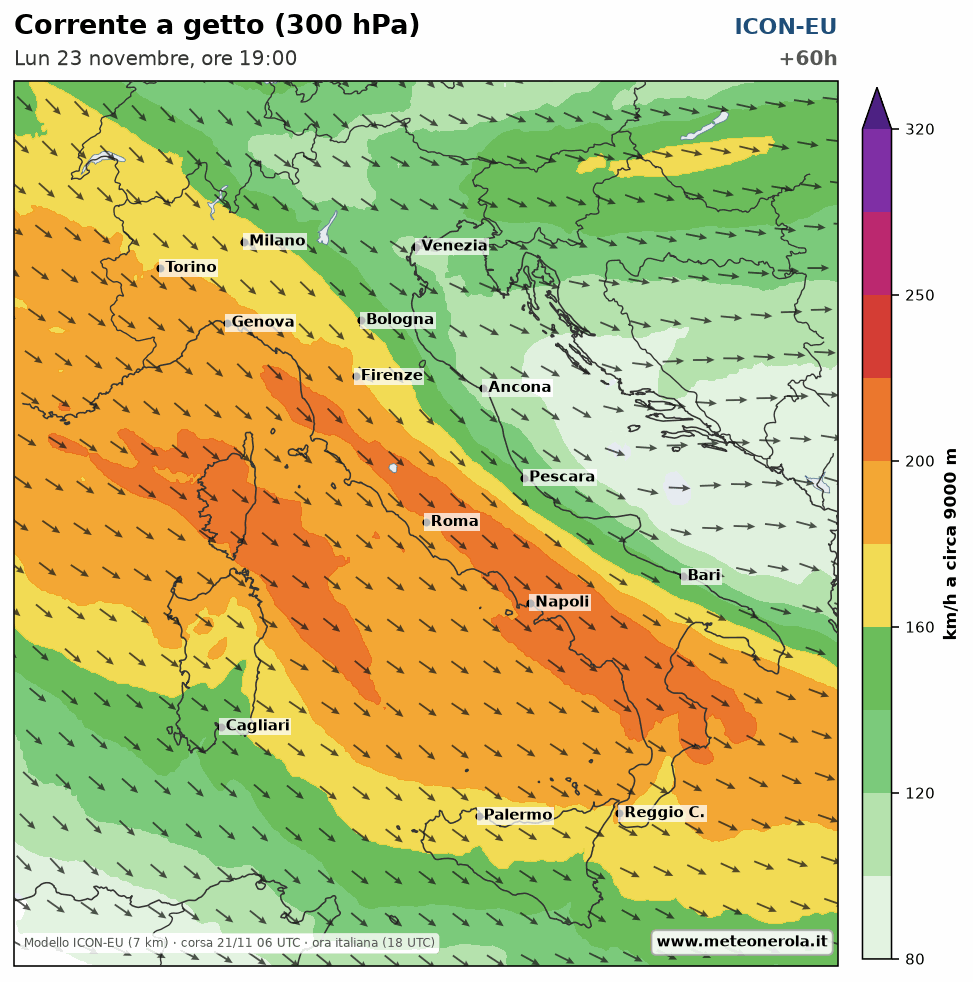 Corrente a getto (300 hPa)
ICON-EU
Lun 23 novembre, ore 19:00
+60h
Milano
Venezia
Torino
Genova
Bologna
Firenze
Ancona
Pescara
Roma
Bari
Napoli
Cagliari
Palermo
Reggio C.
320
250
200
160
120
80
km/h a circa 9000 m
Modello ICON-EU (7 km) · corsa 21/11 06 UTC · ora italiana (18 UTC)
www.meteonerola.it